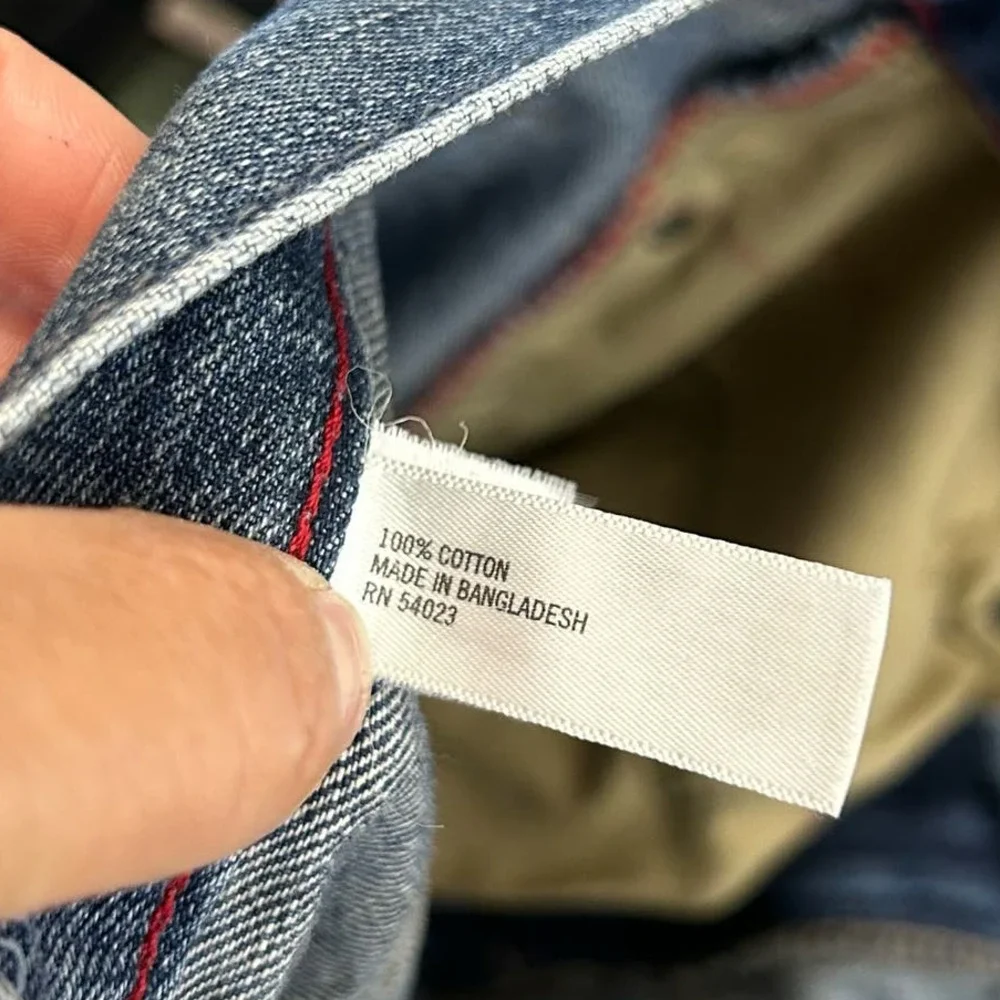 100% COTTON
MADE IN BANGLADESH
RN 54023